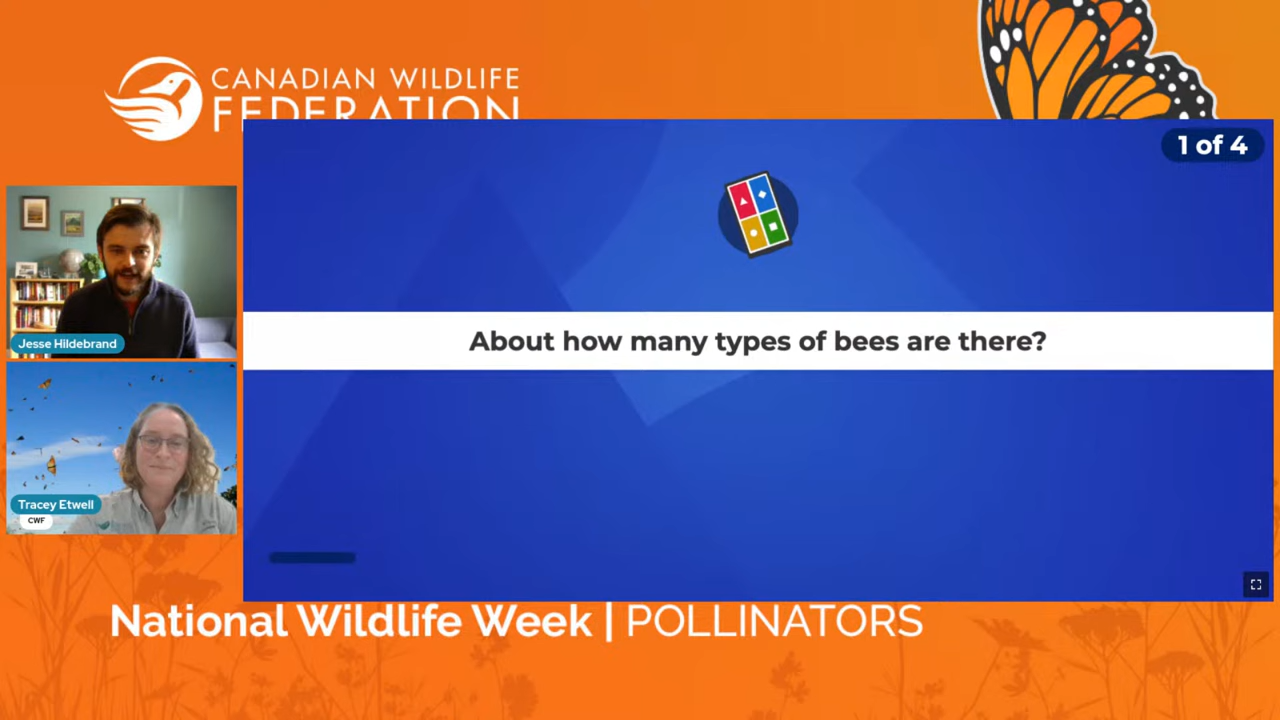 CANADIAN WILDLIFE
FEDERATION
1 of 4
About how many types of bees are there?
Jesse Hildebrand
Tracey Etwell
CWF
National Wildlife Week | POLLINATORS